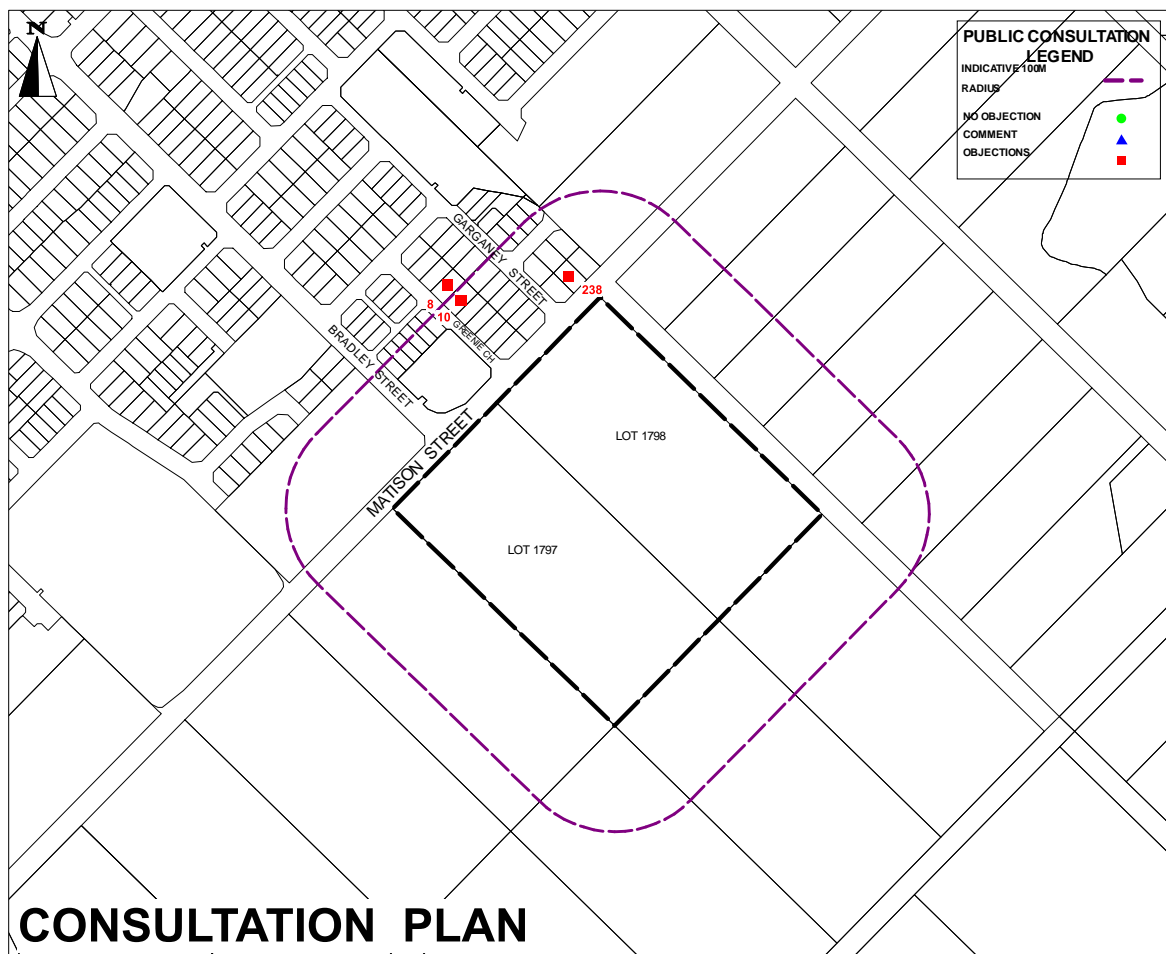 N
PUBLIC CONSULTATION
LEGEND
INDICATIVE 100M
RADIUS
NO OBJECTION
COMMENT
OBJECTIONS
GARGANEY STREET
238
8
10
GREENIE CH
BRADLEY STREET
MATISON STREET
LOT 1798
LOT 1797
CONSULTATION PLAN